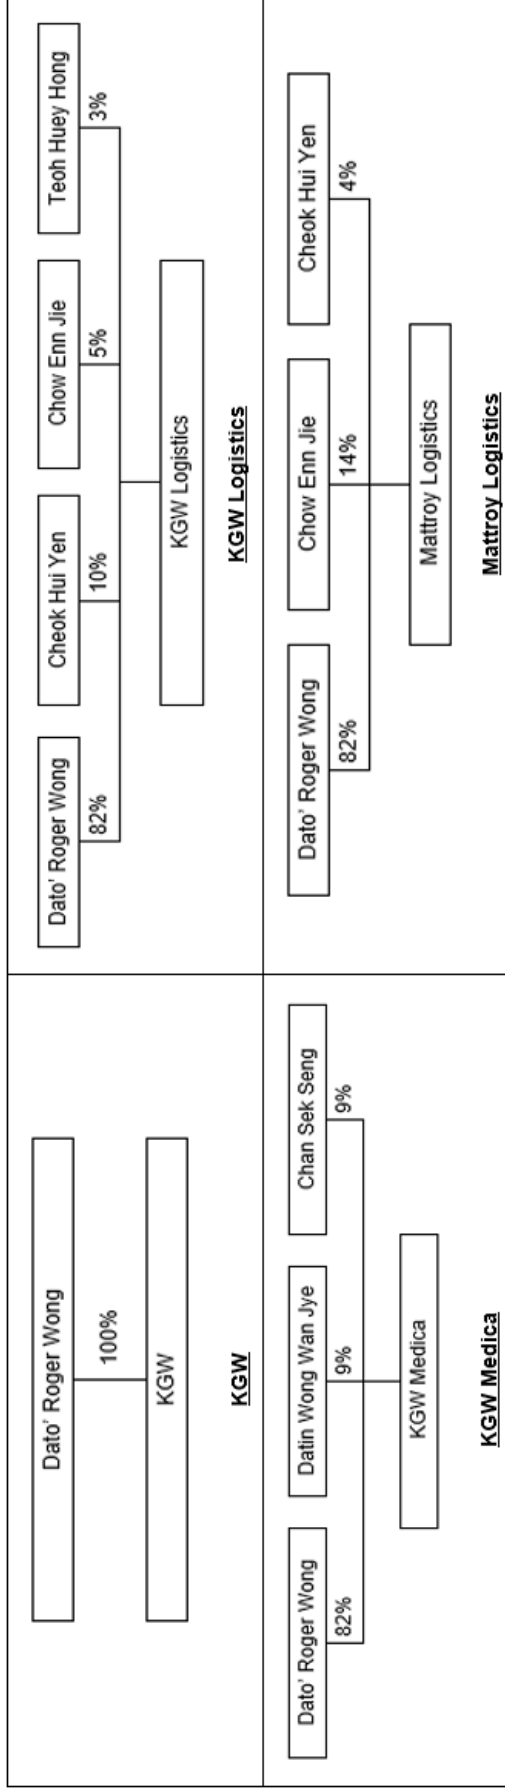 Dato' Roger Wong
100%
KGW
KGW
Dato' Roger Wong
Cheok Hui Yen
Chow Enn Jie
Teoh Huey Hong
82%
10%
5%
3%
KGW Logistics
KGW Logistics
Dato' Roger Wong
Datin Wong Wan Jye
Chan Sek Seng
82%
9%
9%
KGW Medica
KGW Medica
Dato' Roger Wong
Chow Enn Jie
Cheok Hui Yen
82%
14%
4%
Mattroy Logistics
Mattroy Logistics